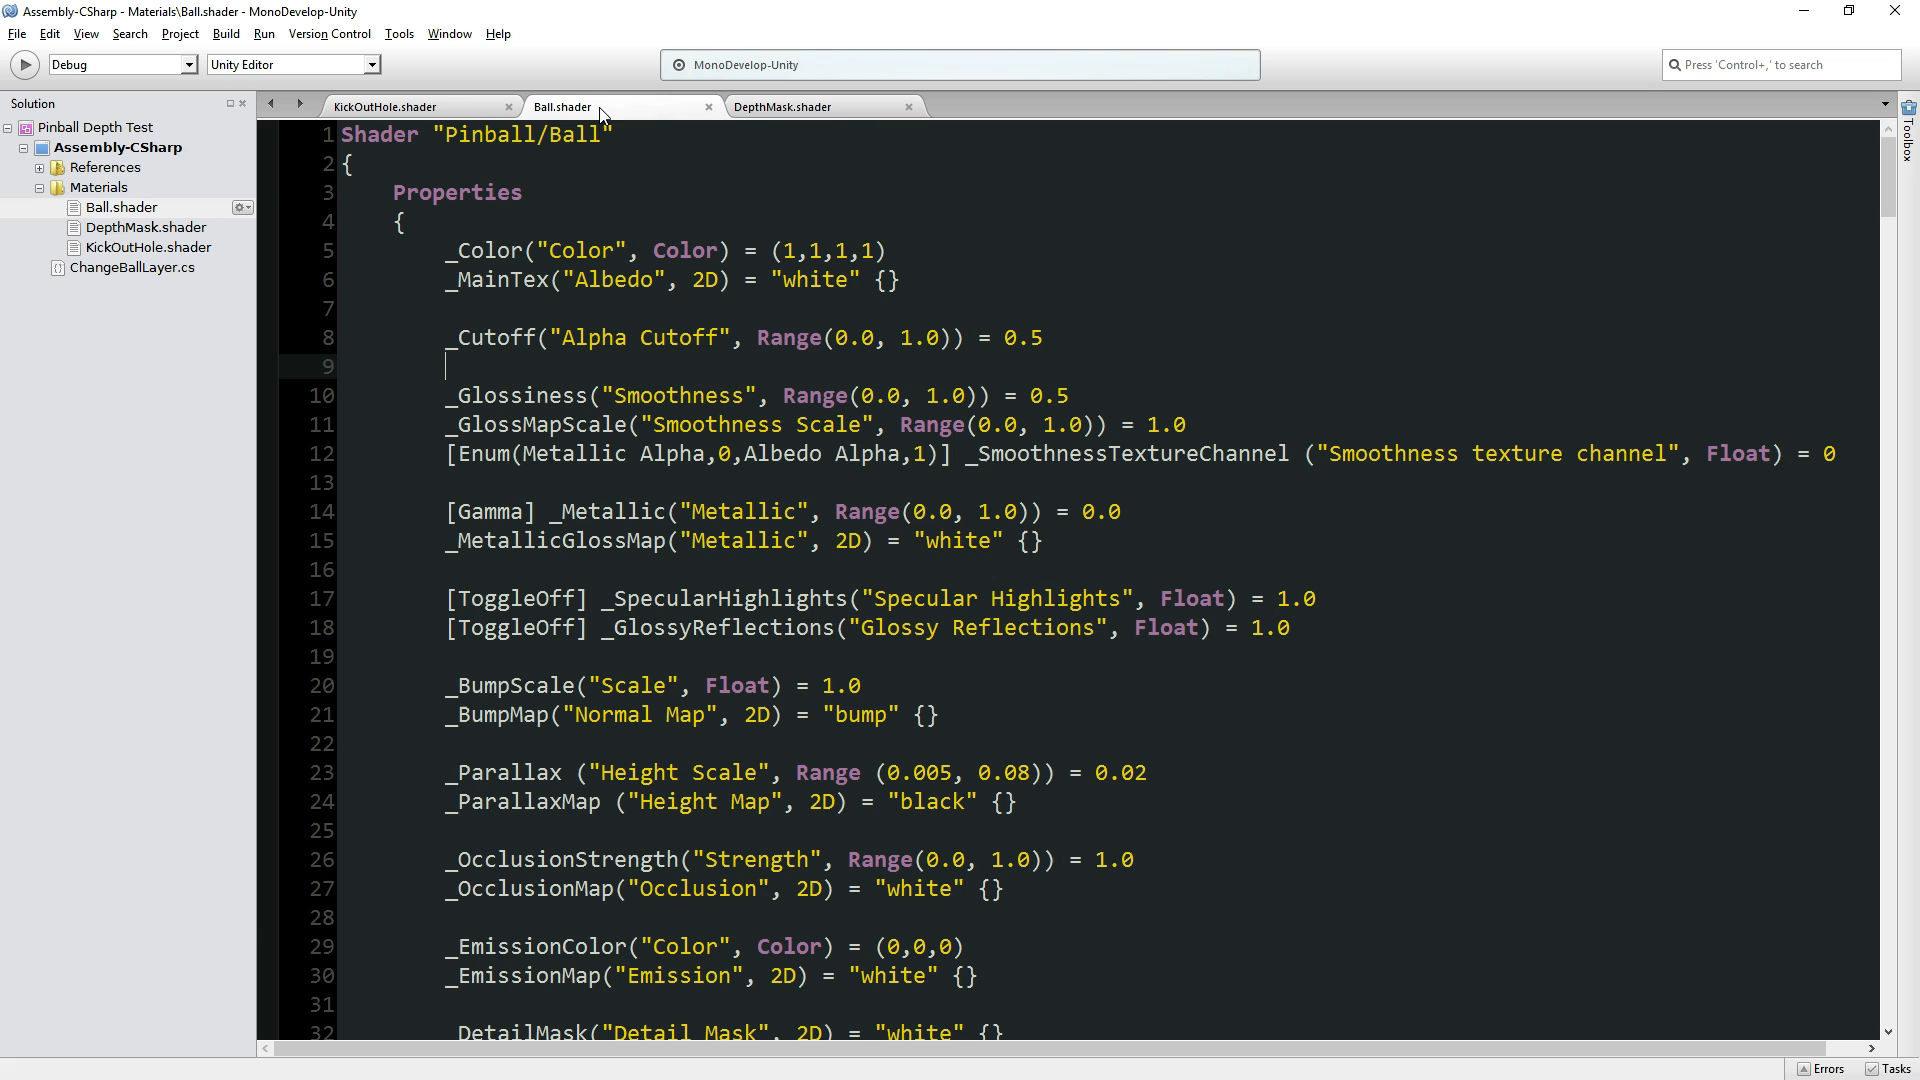 Assembly-CSharp - Materials\Ball.shader - MonoDevelop-Unity
File Edit View Search Project Build Run Version Control Tools Window Help
Debug Unity Editor MonoDevelop-Unity Press 'Control+,' to search
Solution
Pinball Depth Test
Assembly-CSharp
References
Materials
Ball.shader
DepthMask.shader
KickOutHole.shader
ChangeBallLayer.cs
KickOutHole.shader Ball.shader DepthMask.shader
Toolbox
1 Shader "Pinball/Ball"
2 {
3 Properties
4 {
5 _Color("Color", Color) = (1,1,1,1)
6 _MainTex("Albedo", 2D) = "white" {}
7
8 _Cutoff("Alpha Cutoff", Range(0.0, 1.0)) = 0.5
9
10 _Glossiness("Smoothness", Range(0.0, 1.0)) = 0.5
11 _GlossMapScale("Smoothness Scale", Range(0.0, 1.0)) = 1.0
12 [Enum(Metallic Alpha,0,Albedo Alpha,1)] _SmoothnessTextureChannel ("Smoothness texture channel", Float) = 0
13
14 [Gamma] _Metallic("Metallic", Range(0.0, 1.0)) = 0.0
15 _MetallicGlossMap("Metallic", 2D) = "white" {}
16
17 [ToggleOff] _SpecularHighlights("Specular Highlights", Float) = 1.0
18 [ToggleOff] _GlossyReflections("Glossy Reflections", Float) = 1.0
19
20 _BumpScale("Scale", Float) = 1.0
21 _BumpMap("Normal Map", 2D) = "bump" {}
22
23 _Parallax ("Height Scale", Range (0.005, 0.08)) = 0.02
24 _ParallaxMap ("Height Map", 2D) = "black" {}
25
26 _OcclusionStrength("Strength", Range(0.0, 1.0)) = 1.0
27 _OcclusionMap("Occlusion", 2D) = "white" {}
28
29 _EmissionColor("Color", Color) = (0,0,0)
30 _EmissionMap("Emission", 2D) = "white" {}
31
32 _DetailMask("Detail Mask", 2D) = "white" {}
Errors Tasks